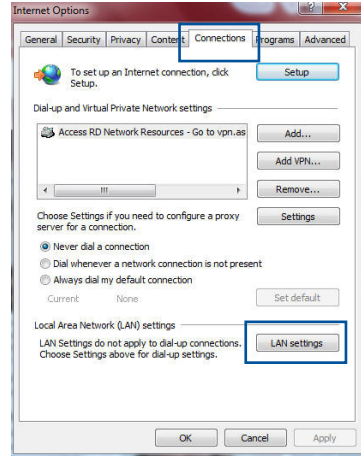 Internet Options
General Security Privacy Content Connections Programs Advanced
To set up an Internet connection, click
Setup.
Setup
Dial-up and Virtual Private Network settings
Access RD Network Resources - Go to vpn.as
Add...
Add VPN...
Remove...
Choose Settings if you need to configure a proxy
server for a connection.
Settings
Never dial a connection
Dial whenever a network connection is not present
Always dial my default connection
Current None
Set default
Local Area Network (LAN) settings
LAN Settings do not apply to dial-up connections.
Choose Settings above for dial-up settings.
LAN settings
OK Cancel Apply